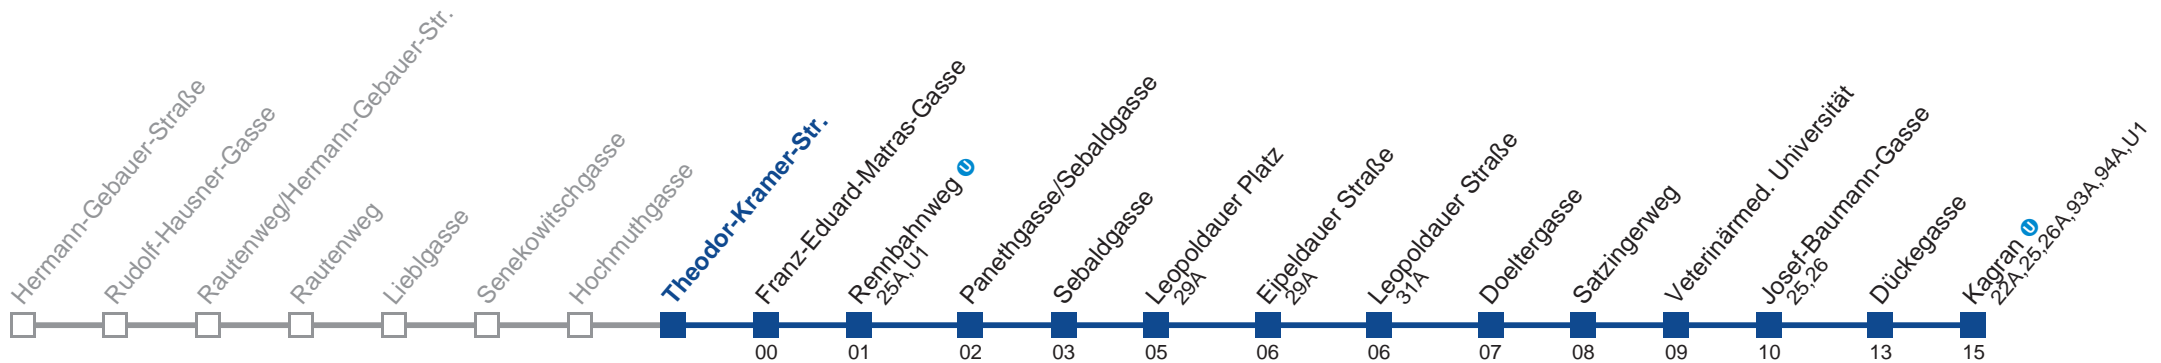 Hermann-Gebauer-Straße
Rudolf-Hausner-Gasse
Rautenweg/Hermann-Gebauer-Str.
Rautenweg
Lieblgasse
Senekowitschgasse
Hochmuthgasse
Theodor-Kramer-Str.
Franz-Eduard-Matras-Gasse
Rennbahnweg U
25A,U1
Panethgasse/Sebaldgasse
Sebaldgasse
Leopoldauer Platz
29A
Eipeldauer Straße
29A
Leopoldauer Straße
31A
Doeltergasse
Satzingerweg
Veterinärmed. Universität
Josef-Baumann-Gasse
25,26
Dückegasse
Kagran U
22A,25,26A,93A,94A,U1
00 01 02 03 05 06 06 07 08 09 10 13 15